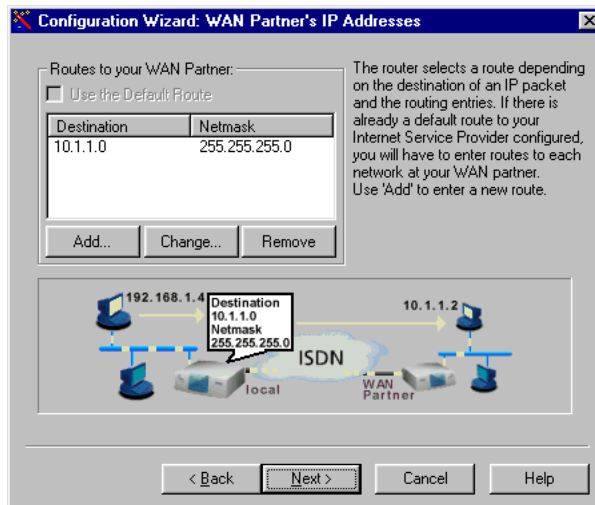 Configuration Wizard: WAN Partner's IP Addresses
Routes to your WAN Partner:
Use the Default Route
Destination Netmask
10.1.1.0 255.255.255.0
Add... Change... Remove
The router selects a route depending
on the destination of an IP packet
and the routing entries. If there is
already a default route to your
Internet Service Provider configured,
you will have to enter routes to each
network at your WAN partner.
Use 'Add' to enter a new route.
192.168.1.4
Destination
10.1.1.0
Netmask
255.255.255.0
10.1.1.2
ISDN
local
WAN
Partner
< Back Next > Cancel Help